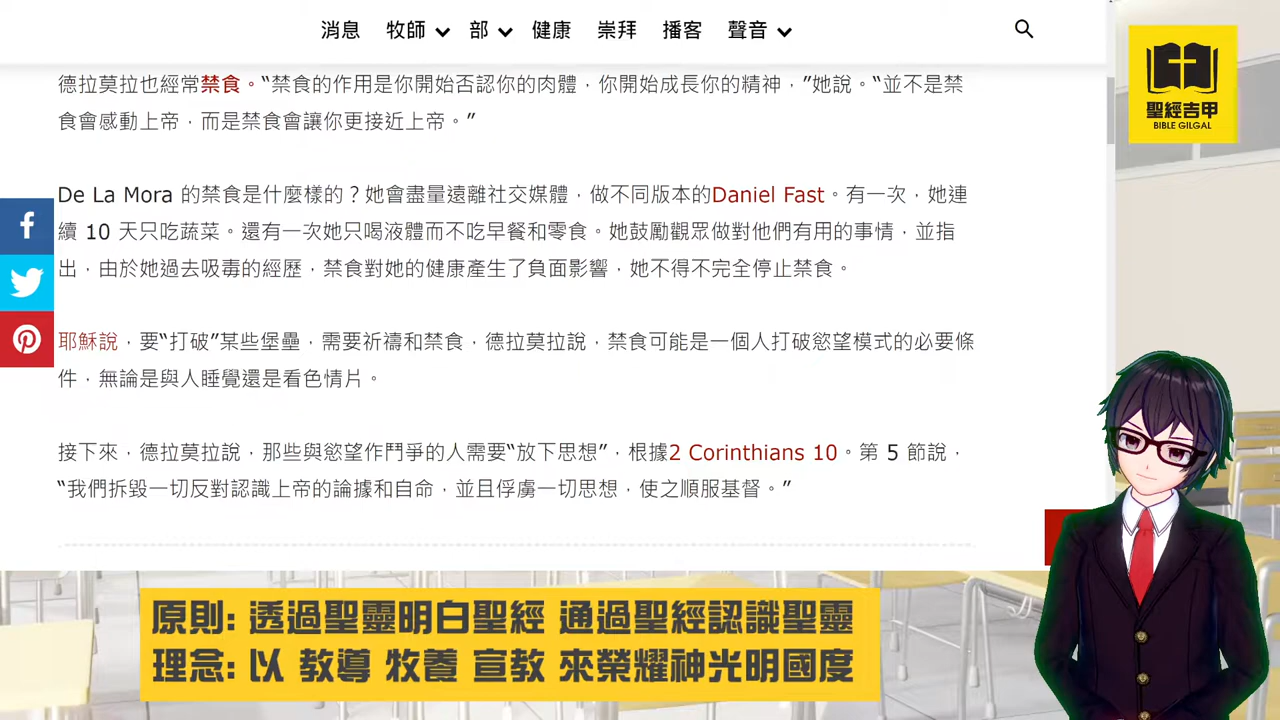 消息 牧師 部 健康 崇拜 播客 聲音
德拉莫拉也經常禁食。“禁食的作用是你開始否認你的肉體，你開始成長你的精神，”她說。“並不是禁
食會感動上帝，而是禁食會讓你更接近上帝。”
De La Mora 的禁食是什麼樣的？她會盡量遠離社交媒體，做不同版本的Daniel Fast。有一次，她連
續 10 天只吃蔬菜。還有一次她只喝液體而不吃早餐和零食。她鼓勵觀眾做對他們有用的事情，並指
出，由於她過去吸毒的經歷，禁食對她的健康產生了負面影響，她不得不完全停止禁食。
耶穌說，要“打破”某些堡壘，需要祈禱和禁食，德拉莫拉說，禁食可能是一個人打破慾望模式的必要條
件，無論是與人睡覺還是看色情片。
接下來，德拉莫拉說，那些與慾望作鬥爭的人需要“放下思想”，根據2 Corinthians 10。第 5 節說，
“我們拆毀一切反對認識上帝的論據和自命，並且俘虜一切思想，使之順服基督。”
聖經吉甲
BIBLE GILGAL
原則: 透過聖靈明白聖經 通過聖經認識聖靈
理念: 以 教導 牧養 宣教 來榮耀神光明國度